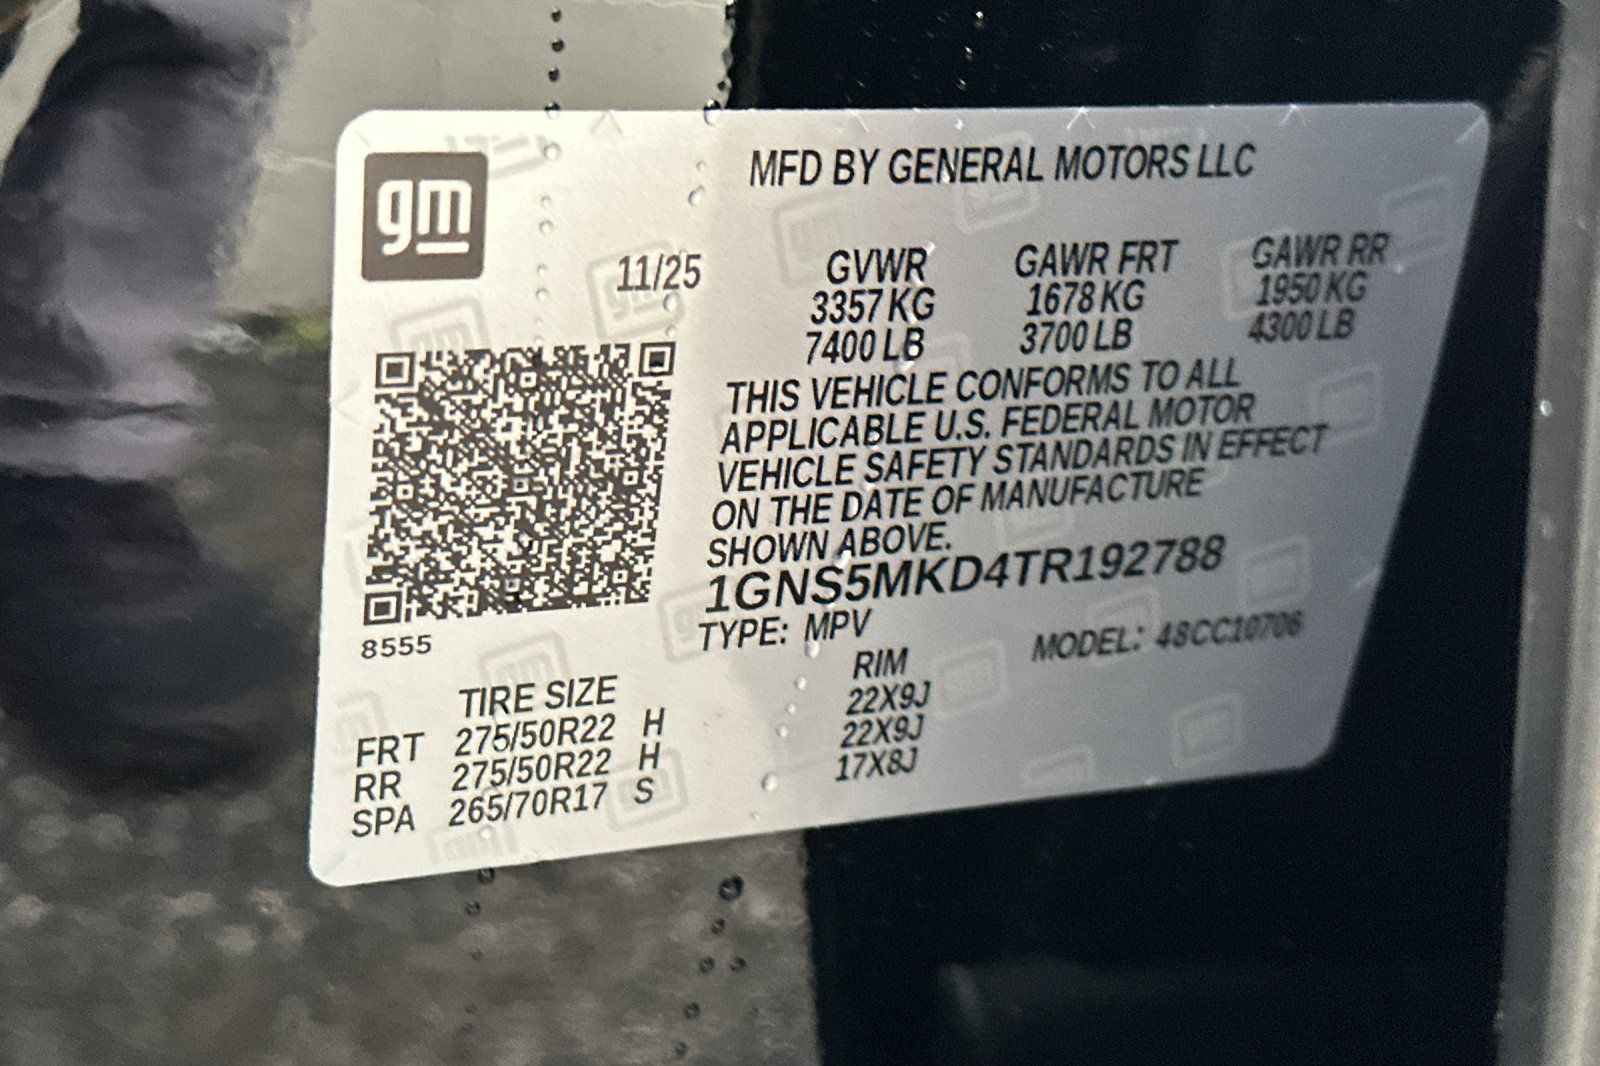 gm
MFD BY GENERAL MOTORS LLC
11/25
GVWR GAWR FRT GAWR RR
3357 KG 1678 KG 1950 KG
7400 LB 3700 LB 4300 LB
THIS VEHICLE CONFORMS TO ALL
APPLICABLE U.S. FEDERAL MOTOR
VEHICLE SAFETY STANDARDS IN EFFECT
ON THE DATE OF MANUFACTURE
SHOWN ABOVE.
1GNS5MKD4TR192788
TYPE: MPV MODEL: 48CC10706
8555
TIRE SIZE RIM
FRT 275/50R22 H 22X9J
RR 275/50R22 H 22X9J
SPA 265/70R17 S 17X8J